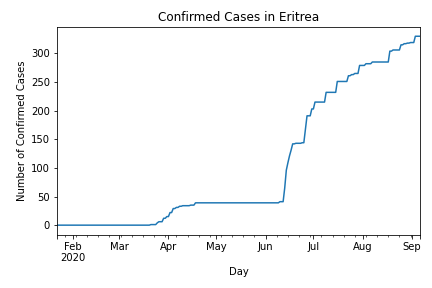 Confirmed Cases in Eritrea
Number of Confirmed Cases
300
250
200
150
100
50
0
Feb Mar Apr May Jun Jul Aug Sep
2020
Day